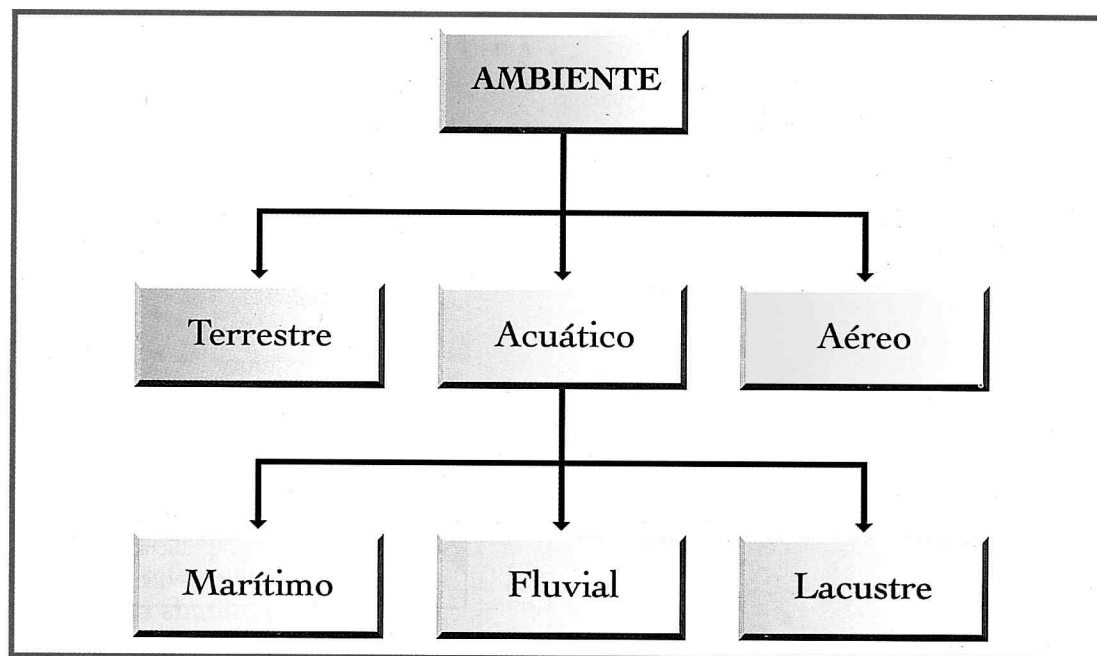 AMBIENTE
Terrestre
Acuático
Aéreo
Marítimo
Fluvial
Lacustre